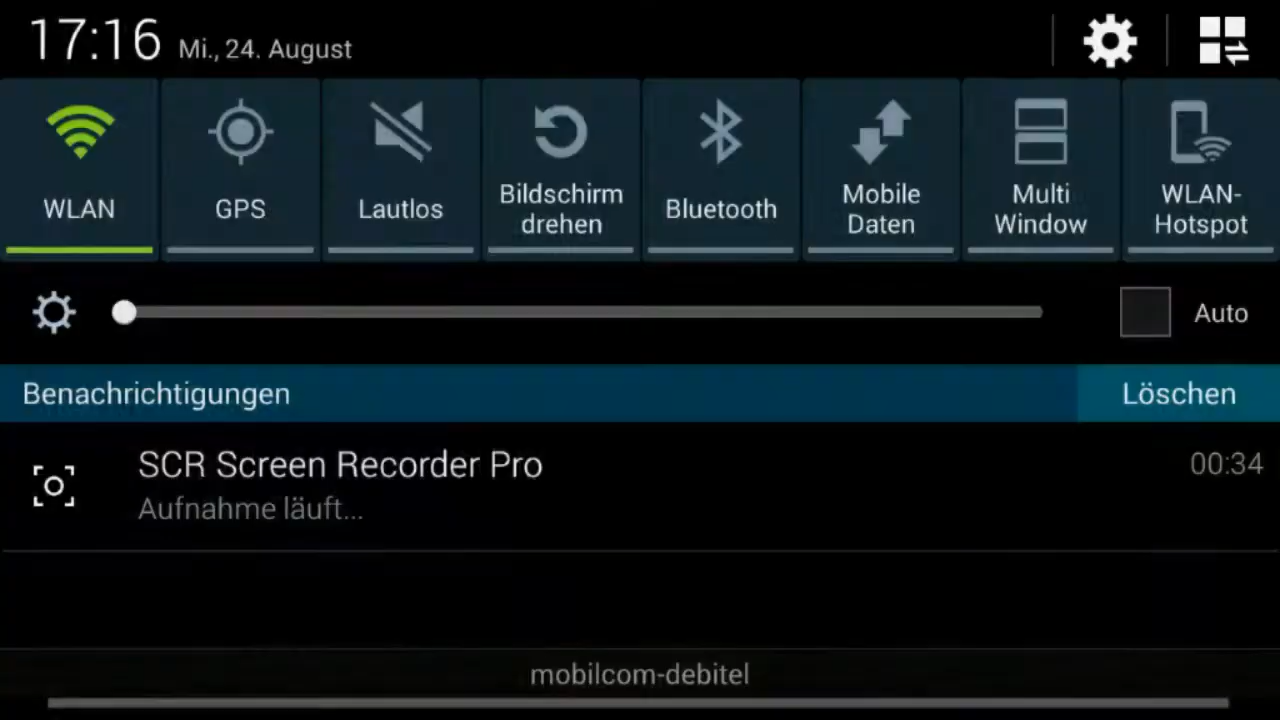 17:16 Mi., 24. August
WLAN
GPS
Lautlos
Bildschirm
drehen
Bluetooth
Mobile
Daten
Multi
Window
WLAN-
Hotspot
Auto
Benachrichtigungen
Löschen
SCR Screen Recorder Pro
00:34
Aufnahme läuft...
mobilcom-debitel